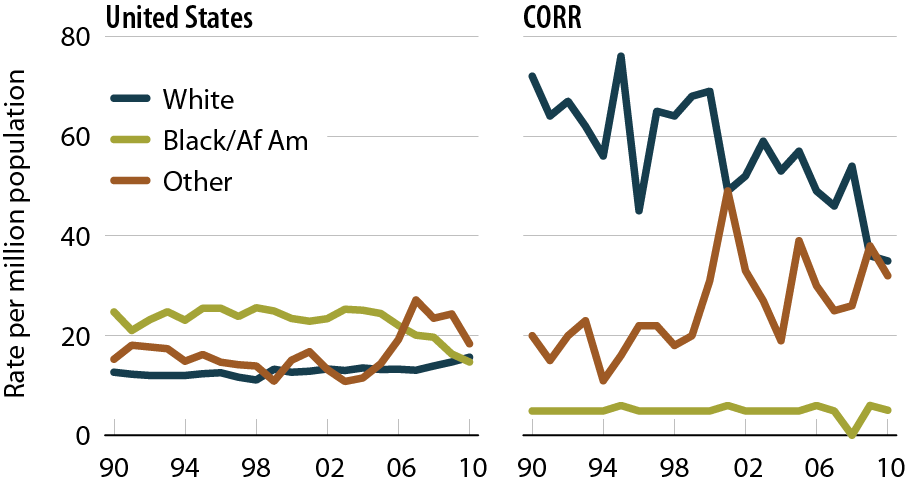 United States
CORR
Rate per million population
80
60
40
20
0
White
Black/Af Am
Other
90 94 98 02 06 10
90 94 98 02 06 10